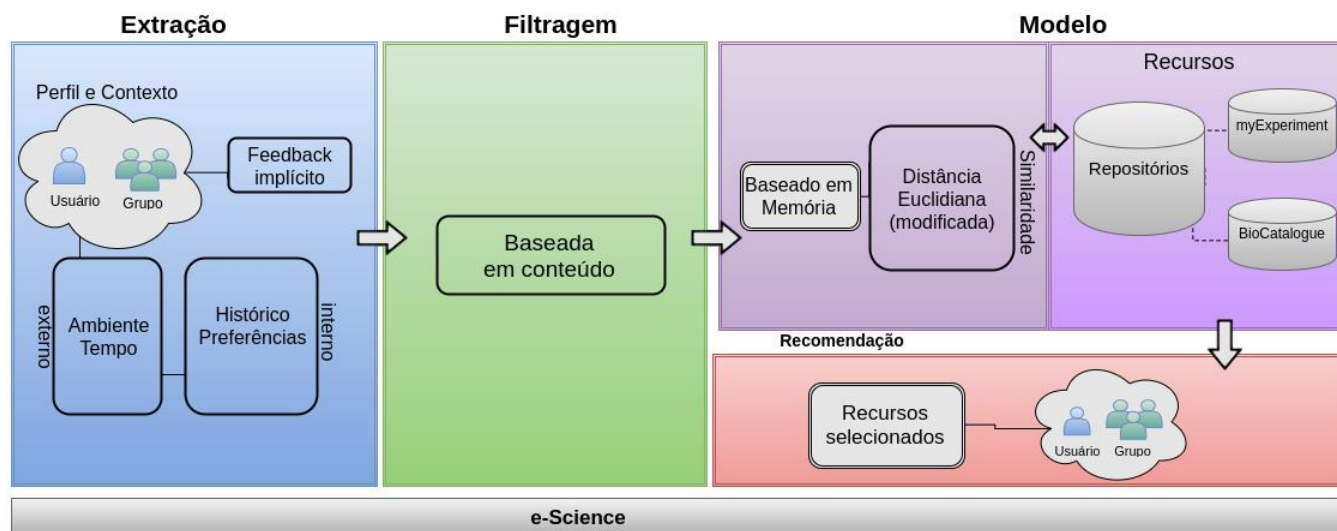 Extração
Filtragem
Modelo
Perfil e Contexto
Usuário
Grupo
Feedback
implícito
externo
Ambiente
Tempo
Histórico
Preferências
interno
Baseada
em conteúdo
Baseado em
Memória
Distância
Euclidiana
(modificada)
Similaridade
Recursos
Repositórios
myExperiment
BioCatalogue
Recomendação
Recursos
selecionados
Usuário
Grupo
e-Science